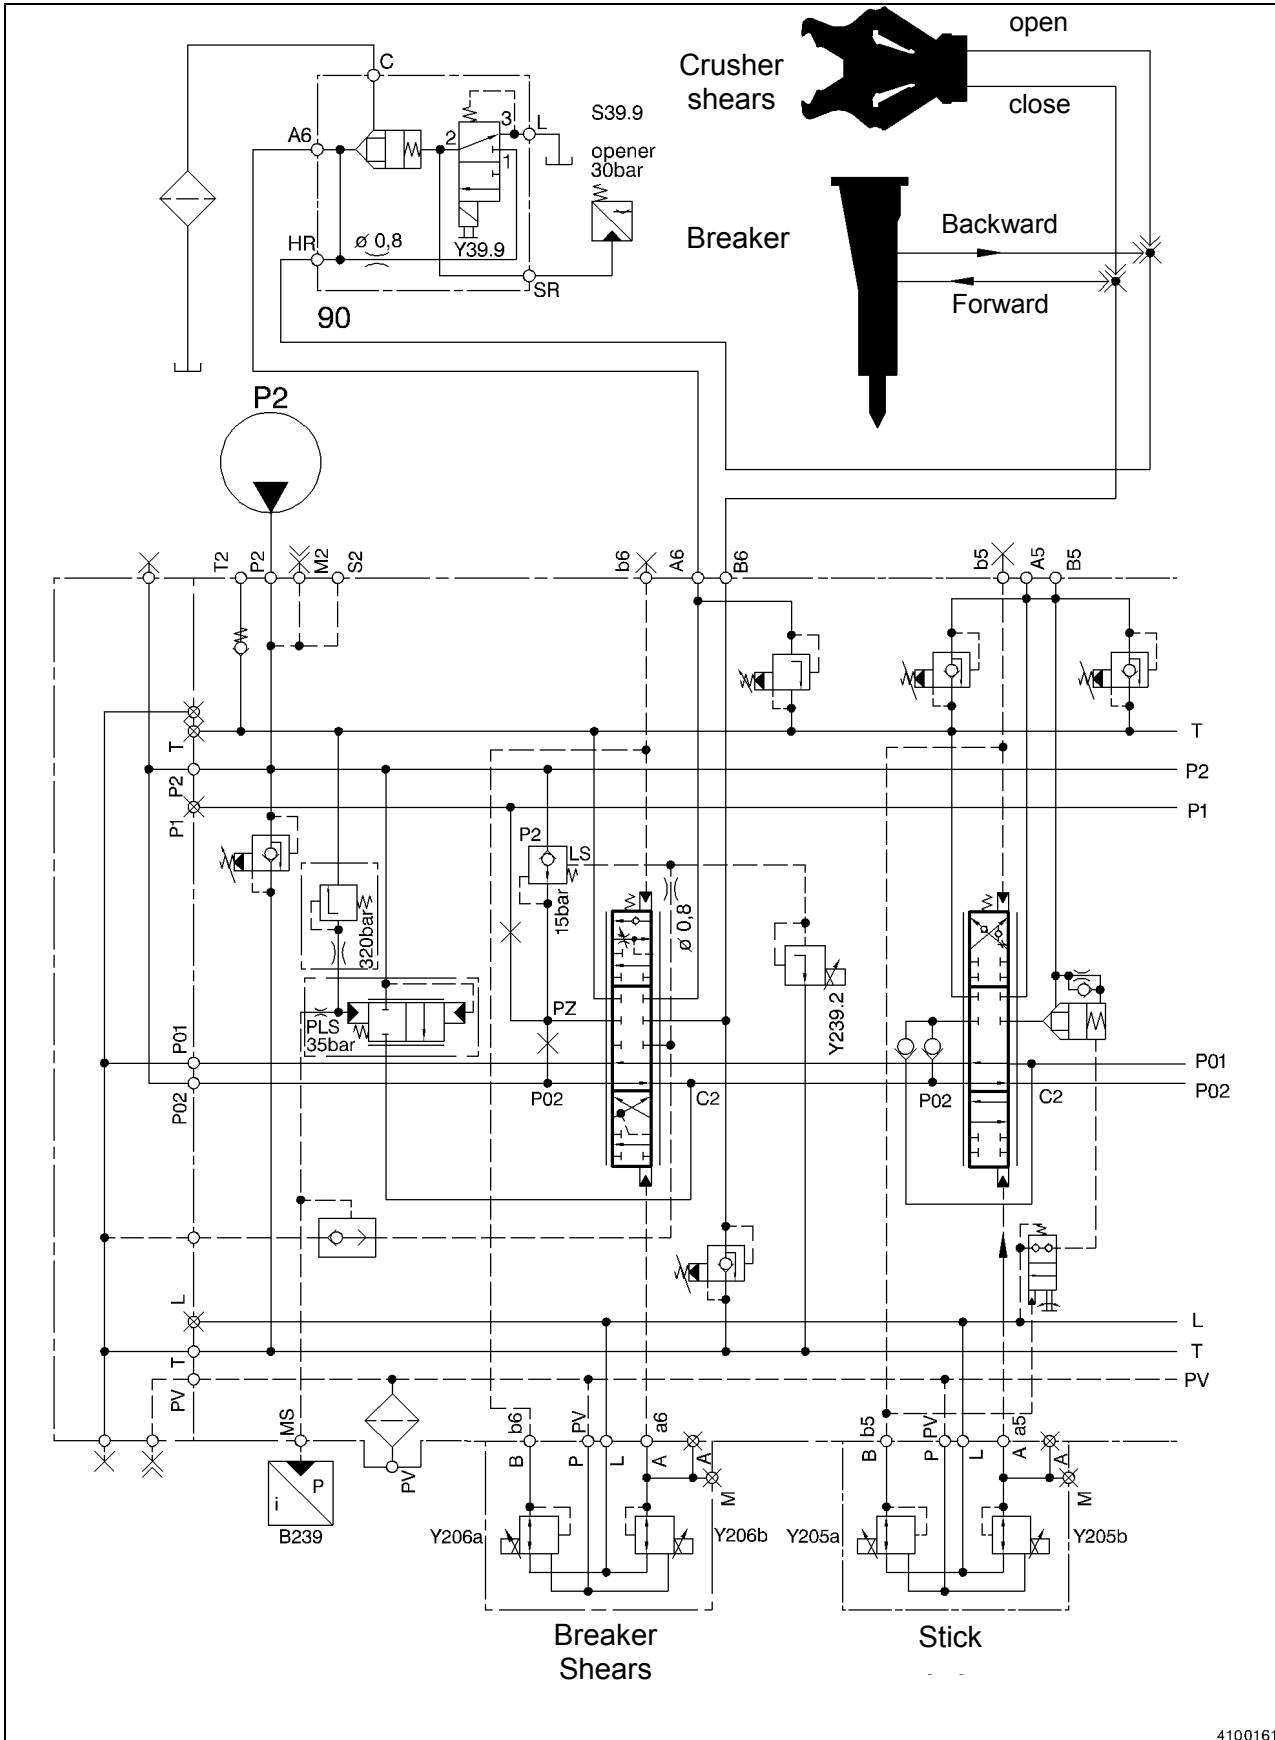 open
Crusher
shears
close
C
3
L
S39.9
A6
2
opener
1
30bar
Backward
Breaker
HR
ø 0,8
Y39.9
SR
Forward
90
P2
T2
P2
M2
S2
b6
A6
B6
b5
A5
B5
T
T
P2
P2
P1
P1
P2
LS
15bar
ø 0,8
320bar
Y239.2
PZ
PLS
35bar
P01
P01
P02
P02
P02
C2
P02
C2
L
L
T
T
PV
PV
MS
PV
b6
PV
a6
b5
PV
a5
B
P
L
A
A
M
B
P
L
A
A
M
i
P
B239
Y206a
Y206b
Y205a
Y205b
Breaker
Shears
Stick
4100161